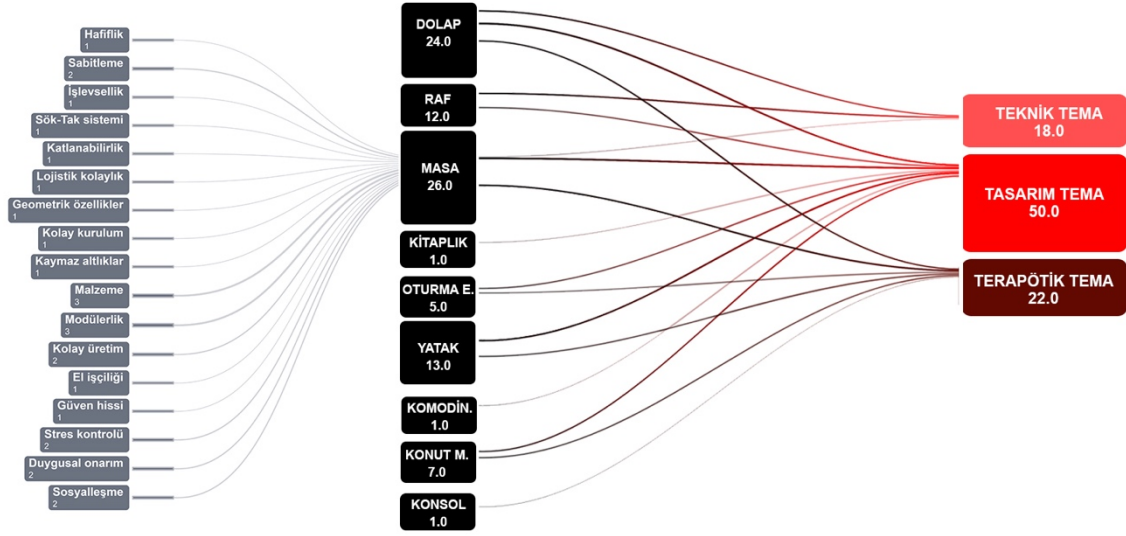 Hafiflik
1
Sabitleme
2
İşlevsellik
1
Sök-Tak sistemi
1
Katlanabilirlik
1
Lojistik kolaylık
1
Geometrik özellikler
1
Kolay kurulum
1
Kaymaz altlıklar
1
Malzeme
3
Modülerlik
3
Kolay üretim
2
El işçiliği
1
Güven hissi
1
Stres kontrolü
2
Duygusal onarım
2
Sosyalleşme
2
DOLAP
24.0
RAF
12.0
MASA
26.0
KİTAPLIK
1.0
OTURMA E.
5.0
YATAK
13.0
KOMODİN.
1.0
KONUT M.
7.0
KONSOL
1.0
TEKNİK TEMA
18.0
TASARIM TEMA
50.0
TERAPÖTİK TEMA
22.0